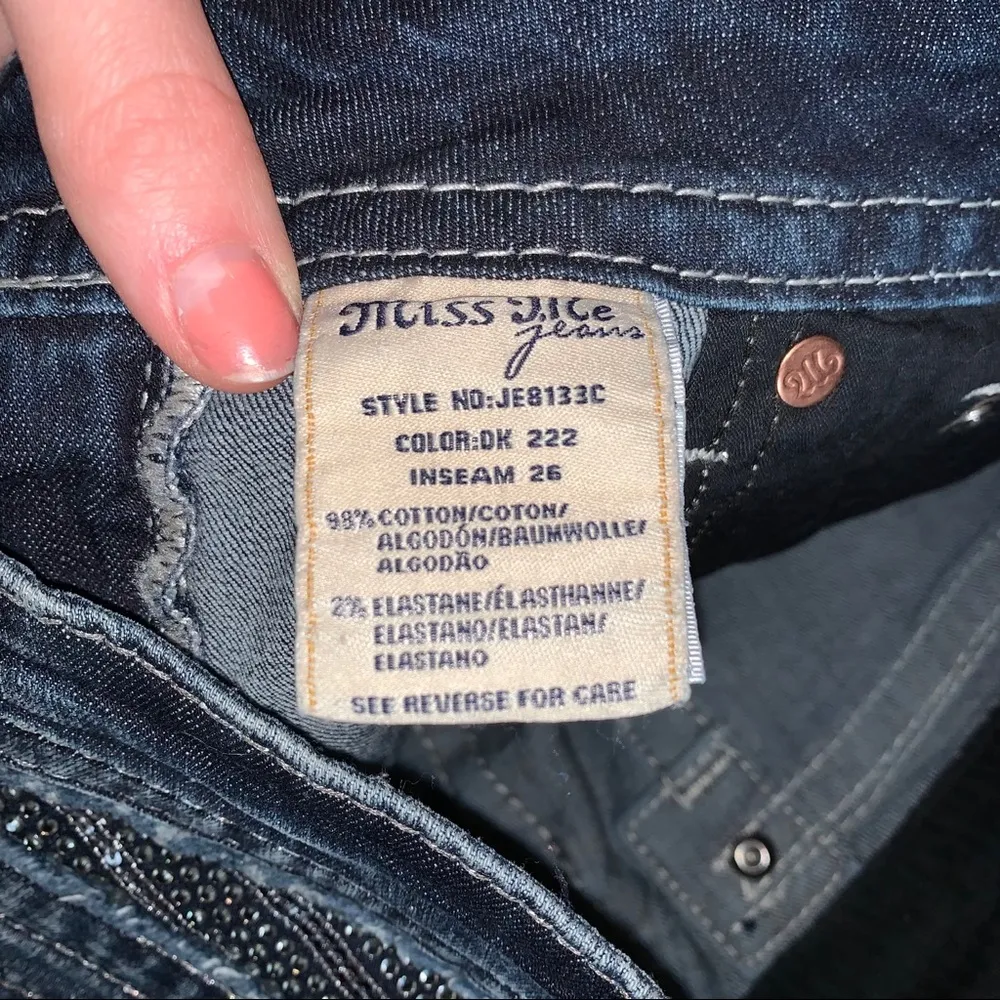 Miss Me
jeans
STYLE NO:JE8133C
COLOR:DK 222
INSEAM 26
98% COTTON/COTON/
ALGODÓN/BAUMWOLLE/
ALGODÃO
2% ELASTANE/ÉLASTHANNE/
ELASTANO/ELASTAN/
ELASTANO
SEE REVERSE FOR CARE